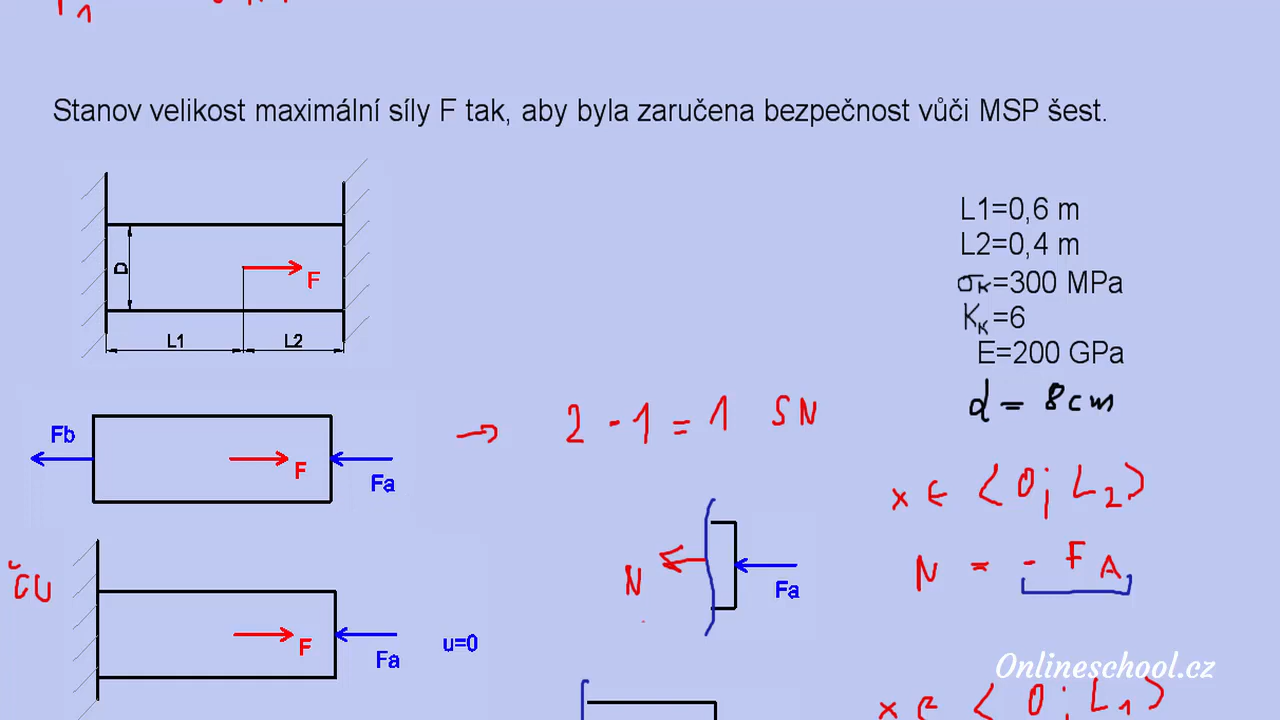 Stanov velikost maximální síly F tak, aby byla zaručena bezpečnost vůči MSP šest.
D
F
L1
L2
L1=0,6 m
L2=0,4 m
σK=300 MPa
KK=6
E=200 GPa
d = 8cm
Fb
F
Fa
→ 2 - 1 = 1 SN
x ∈ ⟨0; L2⟩
N
Fa
N = - FA
ČU
F
Fa
u=0
x ∈ ⟨0; L1⟩
Onlineschool.cz